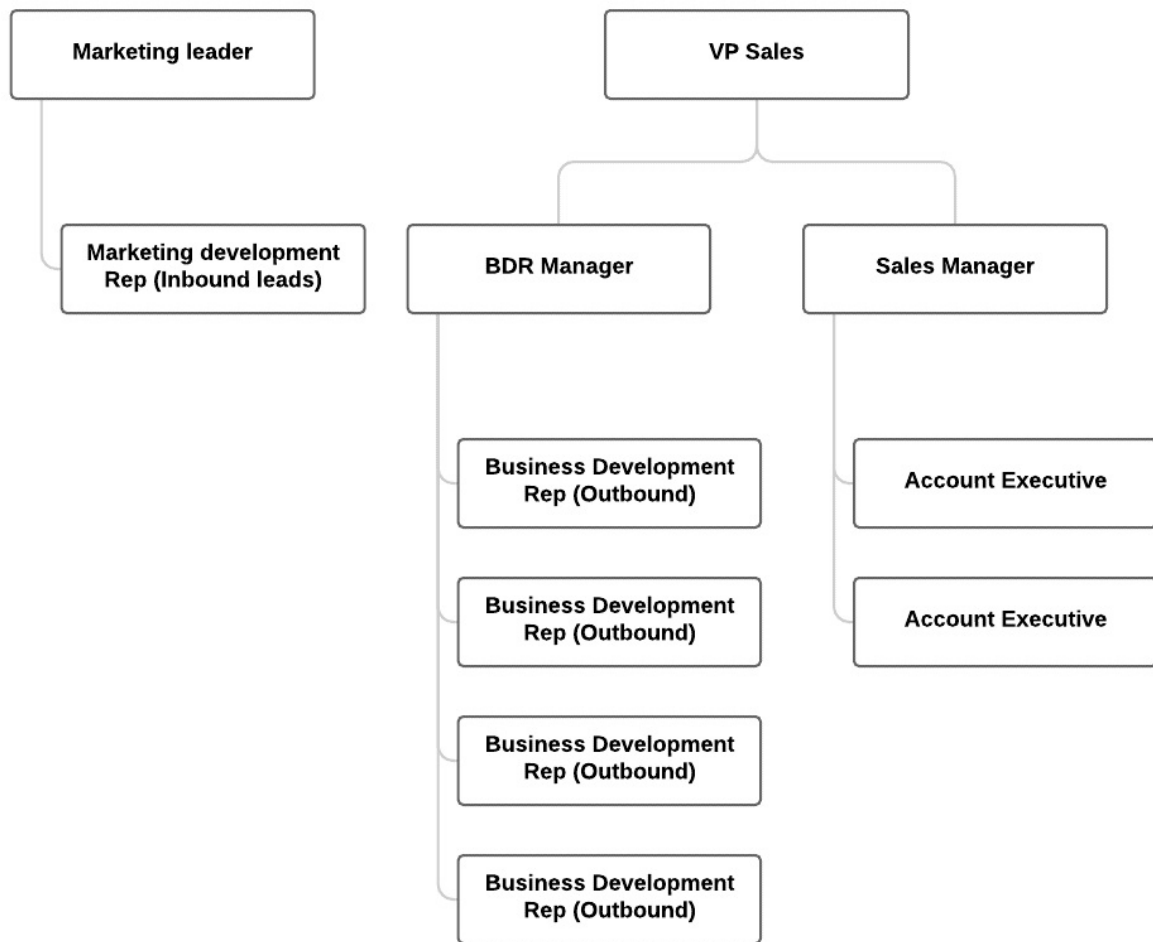 Marketing leader
VP Sales
Marketing development
Rep (Inbound leads)
BDR Manager
Sales Manager
Business Development
Rep (Outbound)
Account Executive
Business Development
Rep (Outbound)
Account Executive
Business Development
Rep (Outbound)
Business Development
Rep (Outbound)